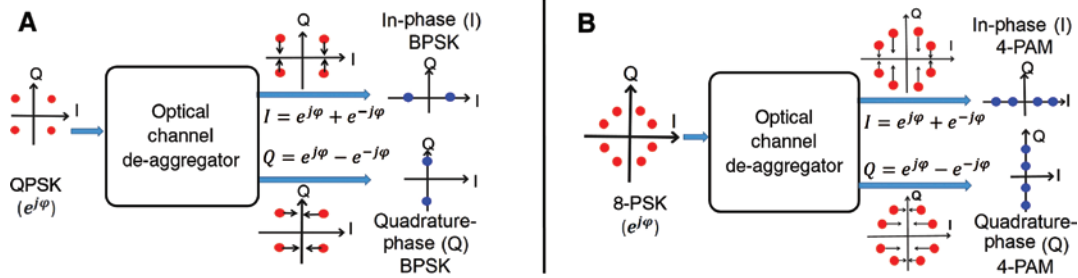 A
Q
I
QPSK
(e^{jφ})
Optical
channel
de-aggregator
Q
I
I = e^{jφ} + e^{-jφ}
Q = e^{jφ} − e^{-jφ}
Q
I
In-phase (I)
BPSK
Q
I
Q
I
Quadrature-
phase (Q)
BPSK
B
Q
I
8-PSK
(e^{jφ})
Optical
channel
de-aggregator
Q
I
I = e^{jφ} + e^{-jφ}
Q = e^{jφ} − e^{-jφ}
Q
I
In-phase (I)
4-PAM
Q
I
Q
I
Quadrature-
phase (Q)
4-PAM